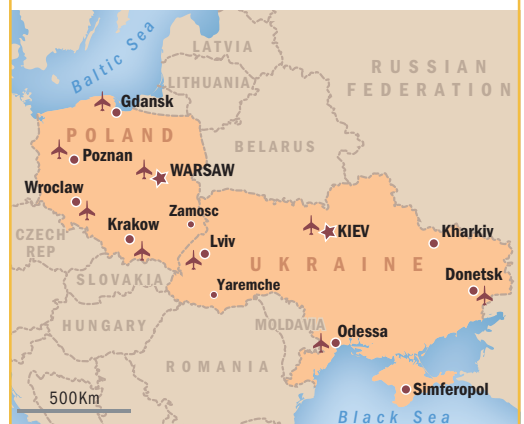 Baltic Sea
LATVIA
LITHUANIA
RUSSIAN
FEDERATION
Gdansk
POLAND
BELARUS
Poznan
WARSAW
Wroclaw
Zamosc
Krakow
Lviv
KIEV
Kharkiv
CZECH
REP
UKRAINE
SLOVAKIA
Yaremche
Donetsk
HUNGARY
MOLDAVIA
Odessa
ROMANIA
Simferopol
500Km
Black Sea